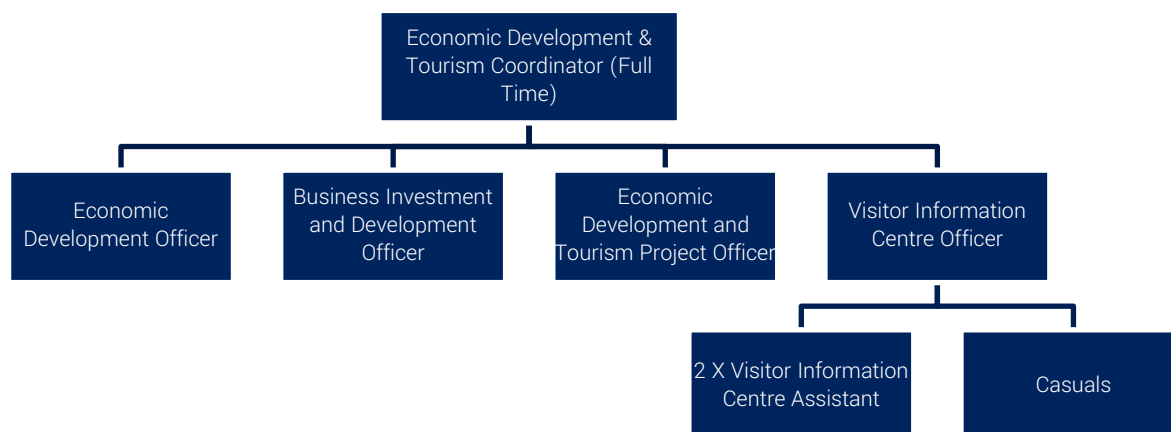 Economic Development &
Tourism Coordinator (Full
Time)
Economic
Development Officer
Business Investment
and Development
Officer
Economic
Development and
Tourism Project Officer
Visitor Information
Centre Officer
2 X Visitor Information
Centre Assistant
Casuals